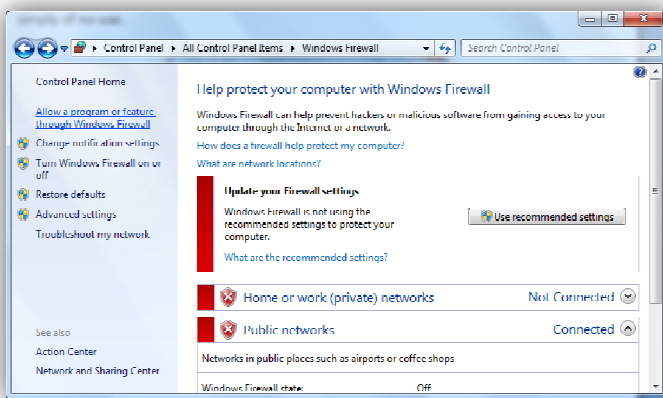 simply of no use.
Control Panel ▸ All Control Panel Items ▸ Windows Firewall
Search Control Panel
Control Panel Home
Allow a program or feature
through Windows Firewall
Change notification settings
Turn Windows Firewall on or
off
Restore defaults
Advanced settings
Troubleshoot my network
See also
Action Center
Network and Sharing Center
Help protect your computer with Windows Firewall
Windows Firewall can help prevent hackers or malicious software from gaining access to your
computer through the Internet or a network.
How does a firewall help protect my computer?
What are network locations?
Update your Firewall settings
Windows Firewall is not using the
recommended settings to protect your
computer.
What are the recommended settings?
Use recommended settings
Home or work (private) networks Not Connected
Public networks Connected
Networks in public places such as airports or coffee shops
Windows Firewall state: Off